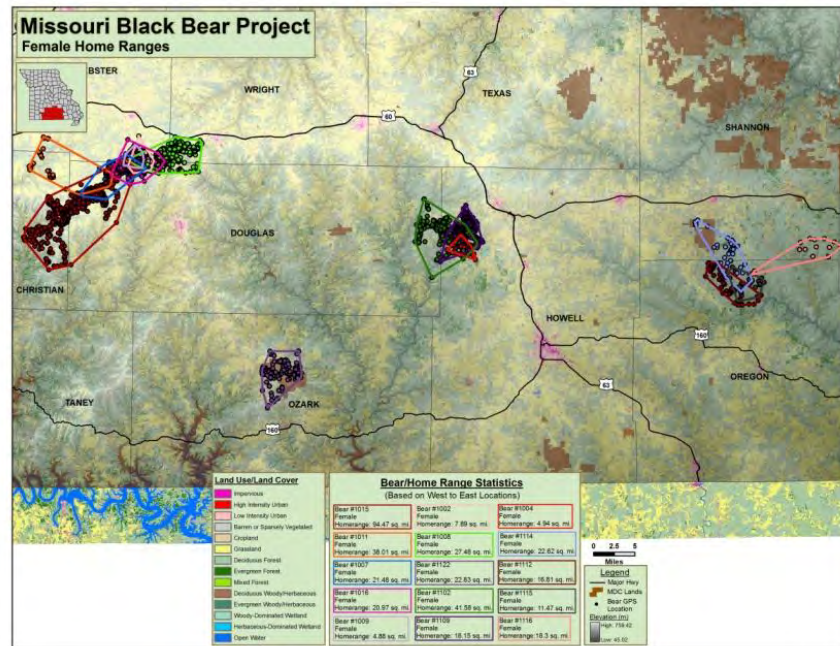 Missouri Black Bear Project
Female Home Ranges
BSTER
WRIGHT
TEXAS
SHANNON
63
60
DOUGLAS
CHRISTIAN
HOWELL
160
OREGON
63
TANEY
OZARK
160
Land Use/Land Cover
Impervious
High Intensity Urban
Low Intensity Urban
Barren or Sparsely Vegetated
Cropland
Grassland
Deciduous Forest
Evergreen Forest
Mixed Forest
Deciduous Woody/Herbaceous
Evergreen Woody/Herbaceous
Woody-Dominated Wetland
Herbaceous-Dominated Wetland
Open Water
Bear/Home Range Statistics
(Based on West to East Locations)
Bear #1015
Female
Homerange: 94.47 sq. mi.
Bear #1002
Female
Homerange: 7.89 sq. mi.
Bear #1004
Female
Homerange: 4.94 sq. mi.
Bear #1011
Female
Homerange: 38.01 sq. mi.
Bear #1008
Female
Homerange: 27.48 sq. mi.
Bear #1114
Female
Homerange: 22.62 sq. mi.
Bear #1007
Female
Homerange: 21.48 sq. mi.
Bear #1122
Female
Homerange: 22.83 sq. mi.
Bear #1112
Female
Homerange: 16.81 sq. mi.
Bear #1016
Female
Homerange: 20.97 sq. mi.
Bear #1102
Female
Homerange: 41.58 sq. mi.
Bear #1115
Female
Homerange: 11.47 sq. mi.
Bear #1009
Female
Homerange: 4.88 sq. mi.
Bear #1109
Female
Homerange: 18.15 sq. mi.
Bear #1116
Female
Homerange: 18.3 sq. mi.
0 2.5 5
Miles
Legend
Major Hwy
MDC Lands
Bear GPS
Location
Elevation (m)
High:
Low: 45.02